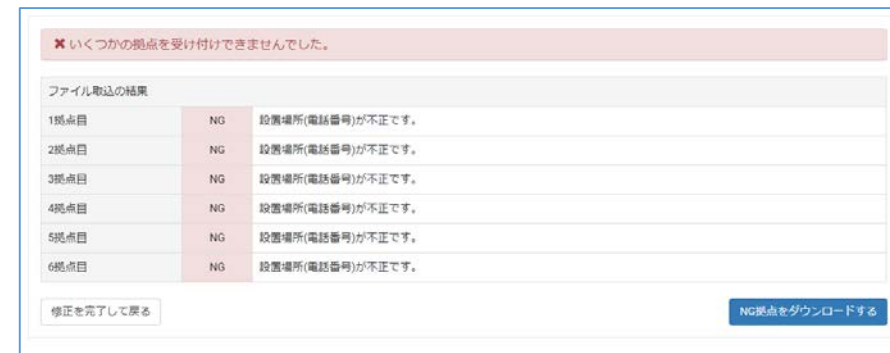 ✖ いくつかの拠点を受け付けできませんでした。
ファイル取込の結果
1拠点目 NG 設置場所(電話番号)が不正です。
2拠点目 NG 設置場所(電話番号)が不正です。
3拠点目 NG 設置場所(電話番号)が不正です。
4拠点目 NG 設置場所(電話番号)が不正です。
5拠点目 NG 設置場所(電話番号)が不正です。
6拠点目 NG 設置場所(電話番号)が不正です。
修正を完了して戻る NG拠点をダウンロードする